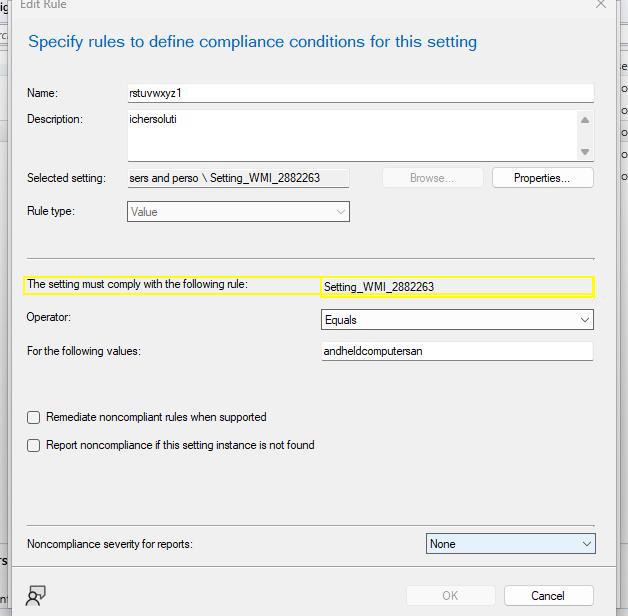 Edit Rule
Specify rules to define compliance conditions for this setting
Name: rstuvwxyz1
Description: ichersoluti
Selected setting: sers and perso \ Setting_WMI_2882263 Browse... Properties...
Rule type: Value
The setting must comply with the following rule: Setting_WMI_2882263
Operator: Equals
For the following values: andheldcomputersan
Remediate noncompliant rules when supported
Report noncompliance if this setting instance is not found
Noncompliance severity for reports: None
OK Cancel